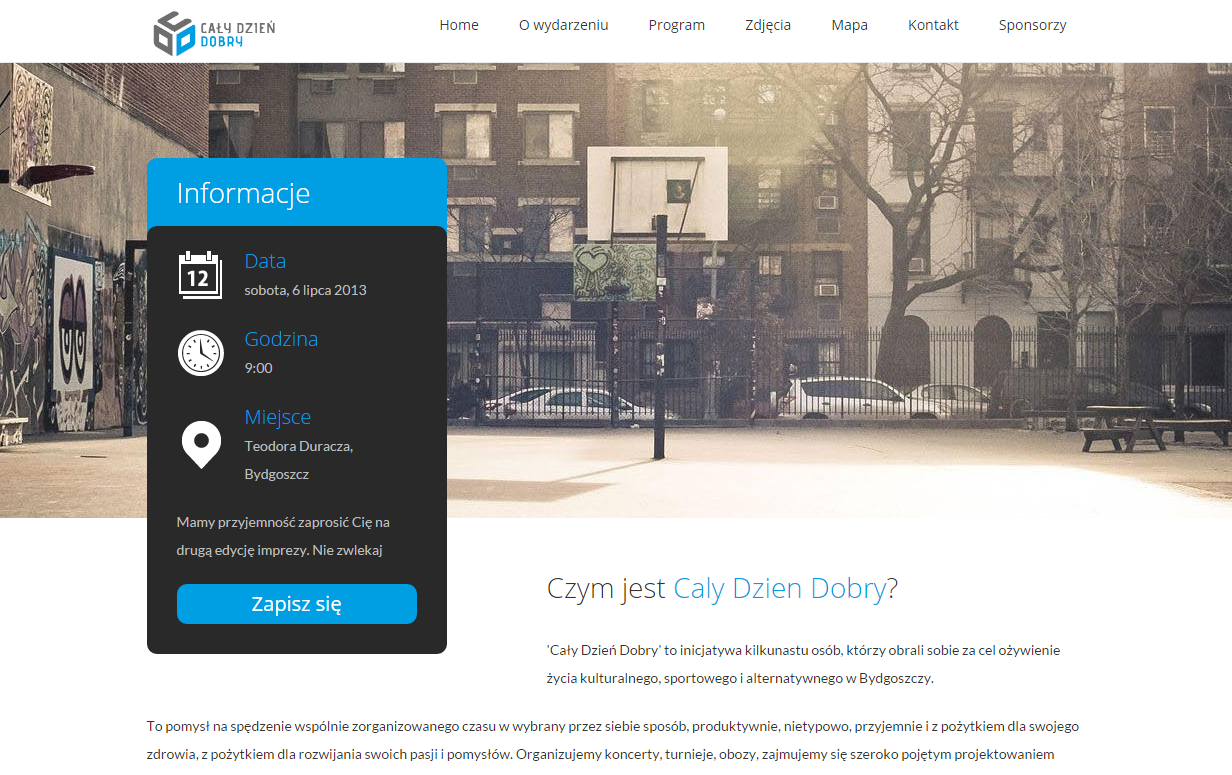 CAŁY DZIEŃ
DOBRY
Home O wydarzeniu Program Zdjęcia Mapa Kontakt Sponsorzy
Informacje
12
Data
sobota, 6 lipca 2013
Godzina
9:00
Miejsce
Teodora Duracza,
Bydgoszcz
Mamy przyjemność zaprosić Cię na
drugą edycję imprezy. Nie zwlekaj
Zapisz się
Czym jest Caly Dzien Dobry?
'Cały Dzień Dobry' to inicjatywa kilkunastu osób, którzy obrali sobie za cel ożywienie
życia kulturalnego, sportowego i alternatywnego w Bydgoszczy.
To pomysł na spędzenie wspólnie zorganizowanego czasu w wybrany przez siebie sposób, produktywnie, nietypowo, przyjemnie i z pożytkiem dla swojego
zdrowia, z pożytkiem dla rozwijania swoich pasji i pomysłów. Organizujemy koncerty, turnieje, obozy, zajmujemy się szeroko pojętym projektowaniem